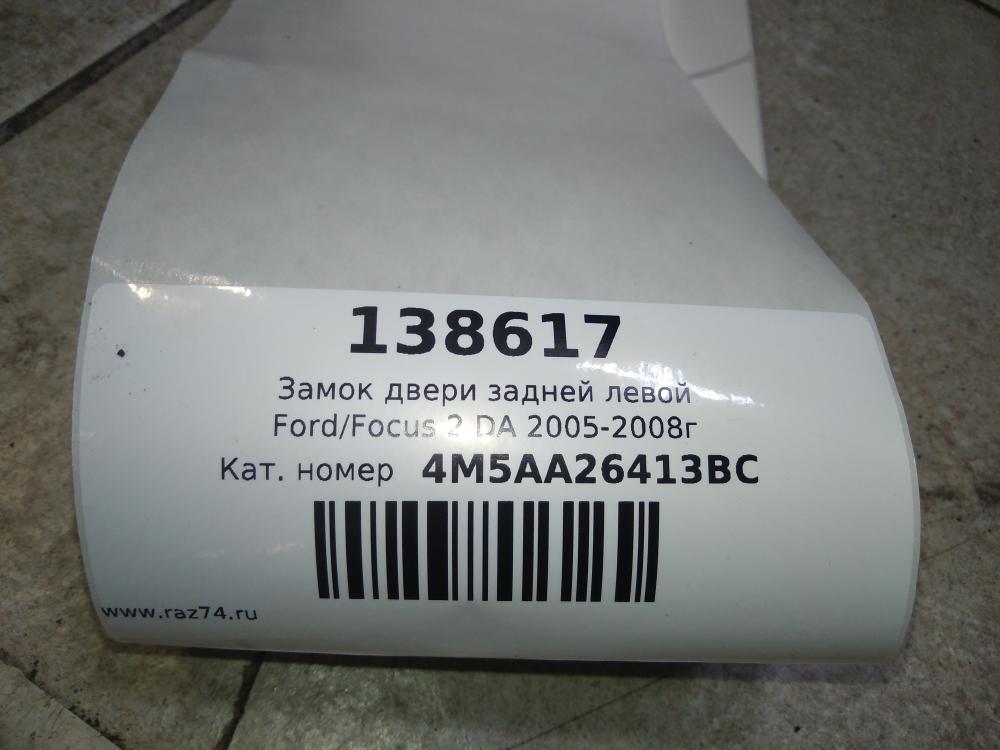 138617
Замок двери задней левой
Ford/Focus 2 DA 2005-2008г
Кат. номер 4M5AA26413BC
www.raz74.ru